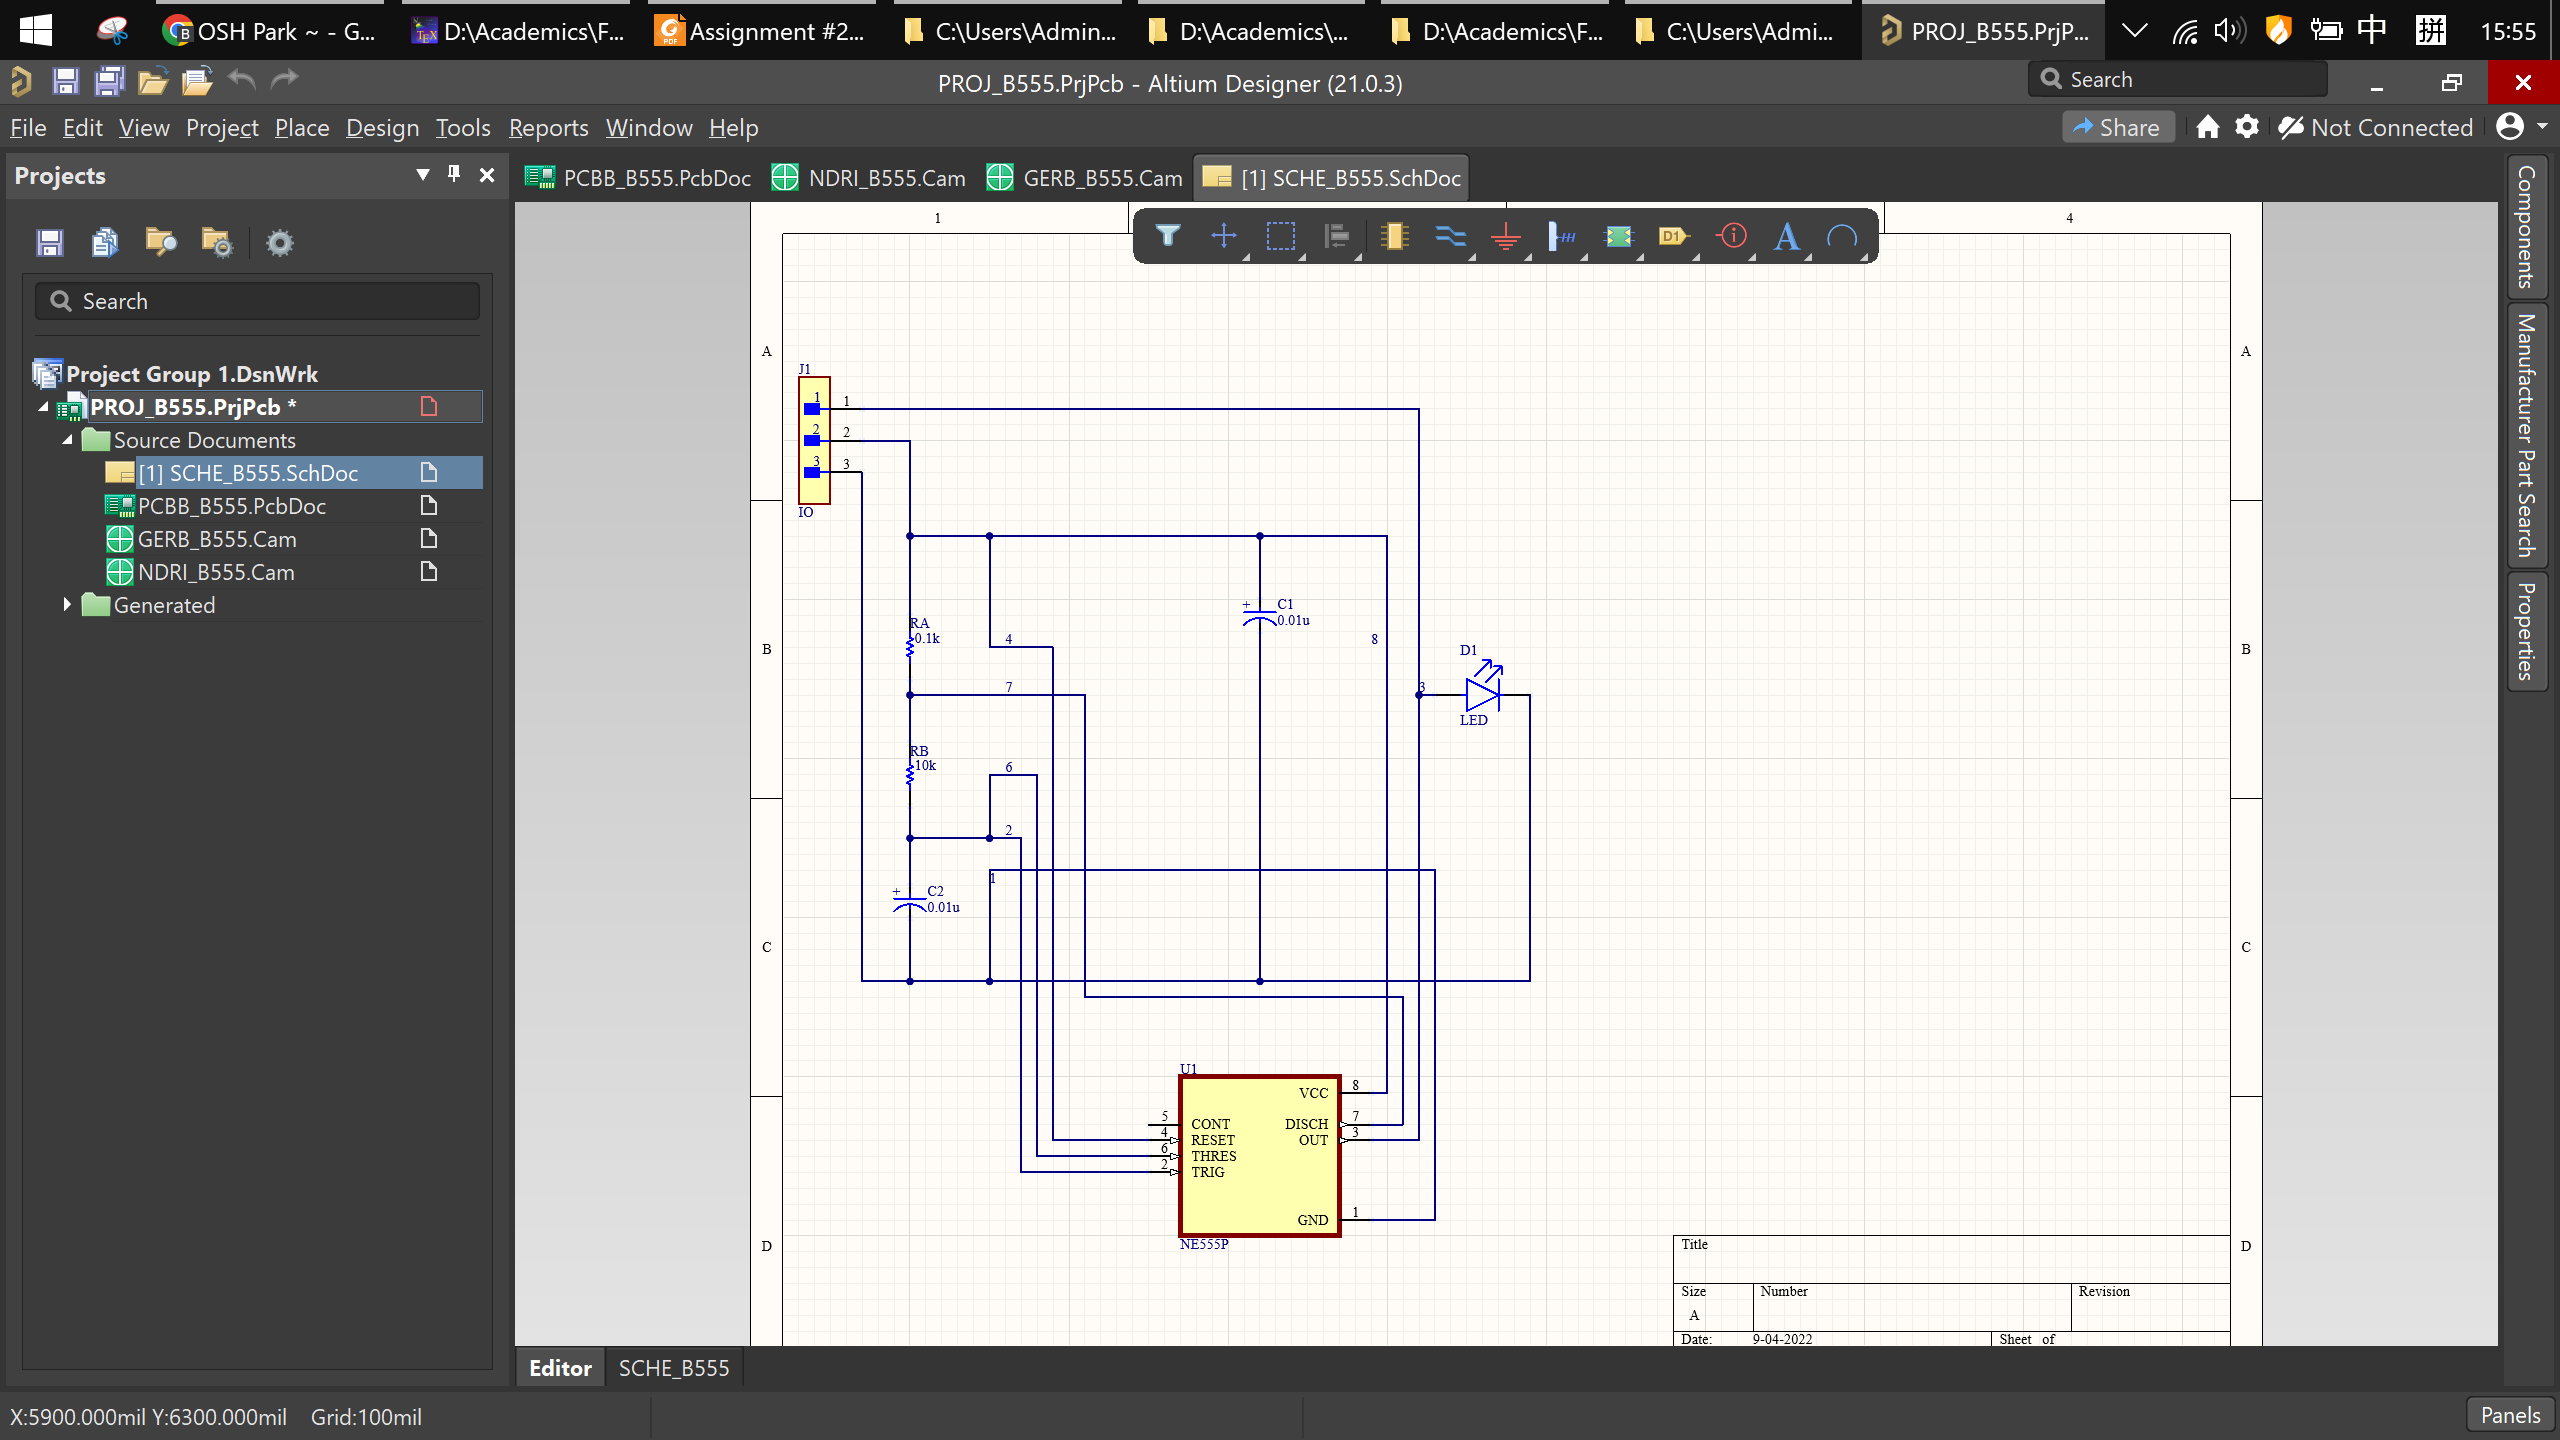 OSH Park ~ - G...
D:\Academics\F...
Assignment #2...
C:\Users\Admin...
D:\Academics\...
D:\Academics\F...
C:\Users\Admi...
PROJ_B555.PrjP...
中
拼
15:55
PROJ_B555.PrjPcb - Altium Designer (21.0.3)
Search
File Edit View Project Place Design Tools Reports Window Help
Share
Not Connected
Projects
PCBB_B555.PcbDoc
NDRI_B555.Cam
GERB_B555.Cam
[1] SCHE_B555.SchDoc
Search
Project Group 1.DsnWrk
PROJ_B555.PrjPcb *
Source Documents
[1] SCHE_B555.SchDoc
PCBB_B555.PcbDoc
GERB_B555.Cam
NDRI_B555.Cam
Generated
Components
Manufacturer Part Search
Properties
1
4
A
A
B
B
C
C
D
D
J1
1 1
2 2
3 3
IO
RA
0.1k
4
7
RB
10k
6
2
1
C2
0.01u
+
C1
0.01u
+
8
D1
3
LED
U1
VCC 8
5 CONT
DISCH 7
4 RESET
OUT 3
6 THRES
2 TRIG
GND 1
NE555P
Title
Size
A
Number
Revision
Date: 9-04-2022
Sheet of
D1
A
Editor
SCHE_B555
X:5900.000mil Y:6300.000mil Grid:100mil
Panels